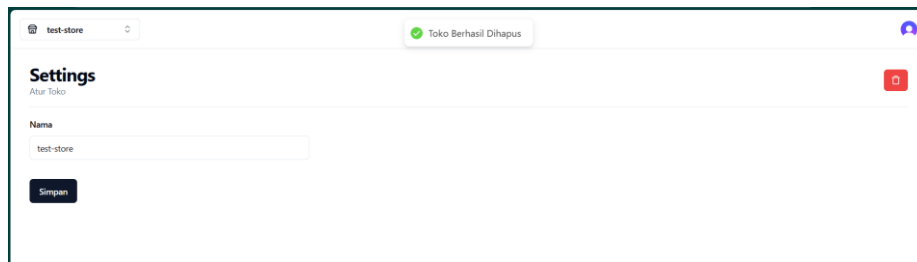 test-store
Toko Berhasil Dihapus
Settings
Atur Toko
Nama
test-store
Simpan